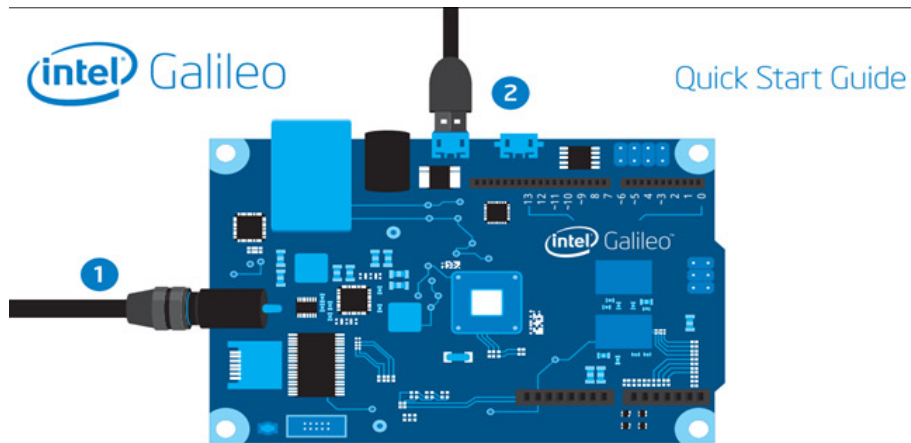 intel Galileo
Quick Start Guide
2
1
13 12 ~11 ~10 ~9 8 7 ~6 ~5 4 ~3 2 1 0
intel Galileo™